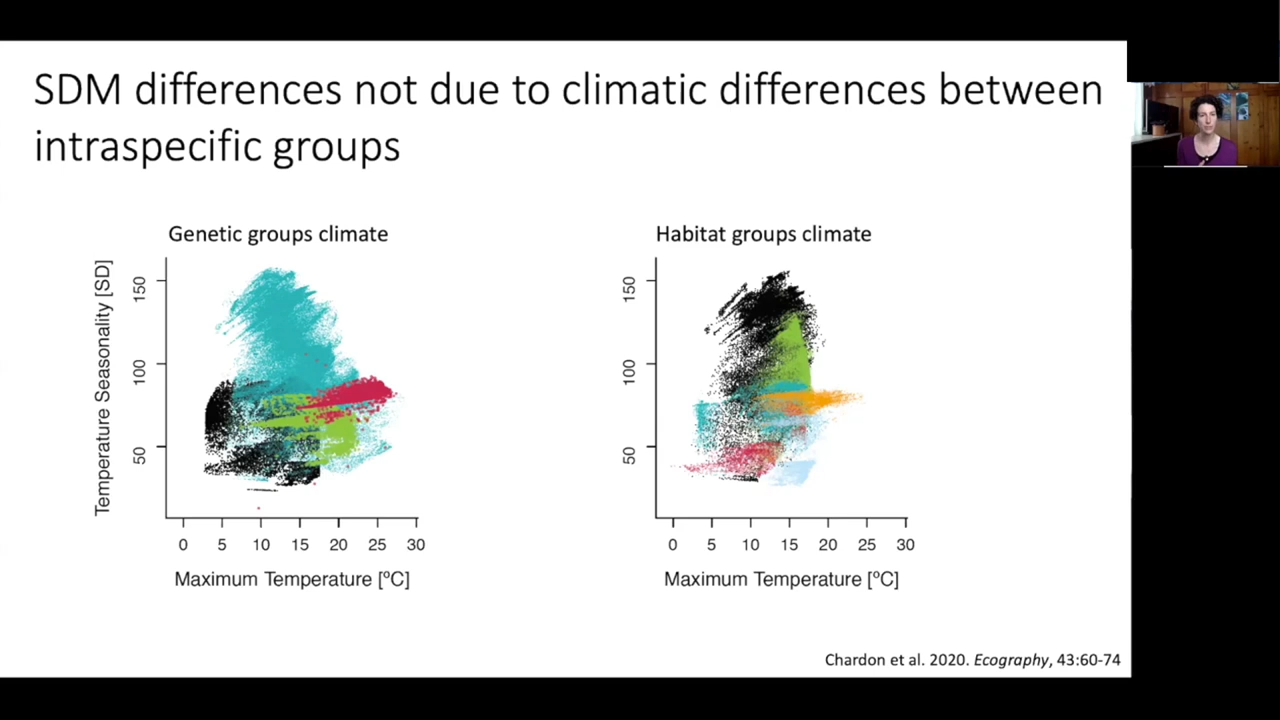 SDM differences not due to climatic differences between
intraspecific groups
Genetic groups climate
Habitat groups climate
Temperature Seasonality [SD]
150
100
50
0 5 10 15 20 25 30
Maximum Temperature [ºC]
150
100
50
0 5 10 15 20 25 30
Maximum Temperature [ºC]
Chardon et al. 2020. Ecography, 43:60-74